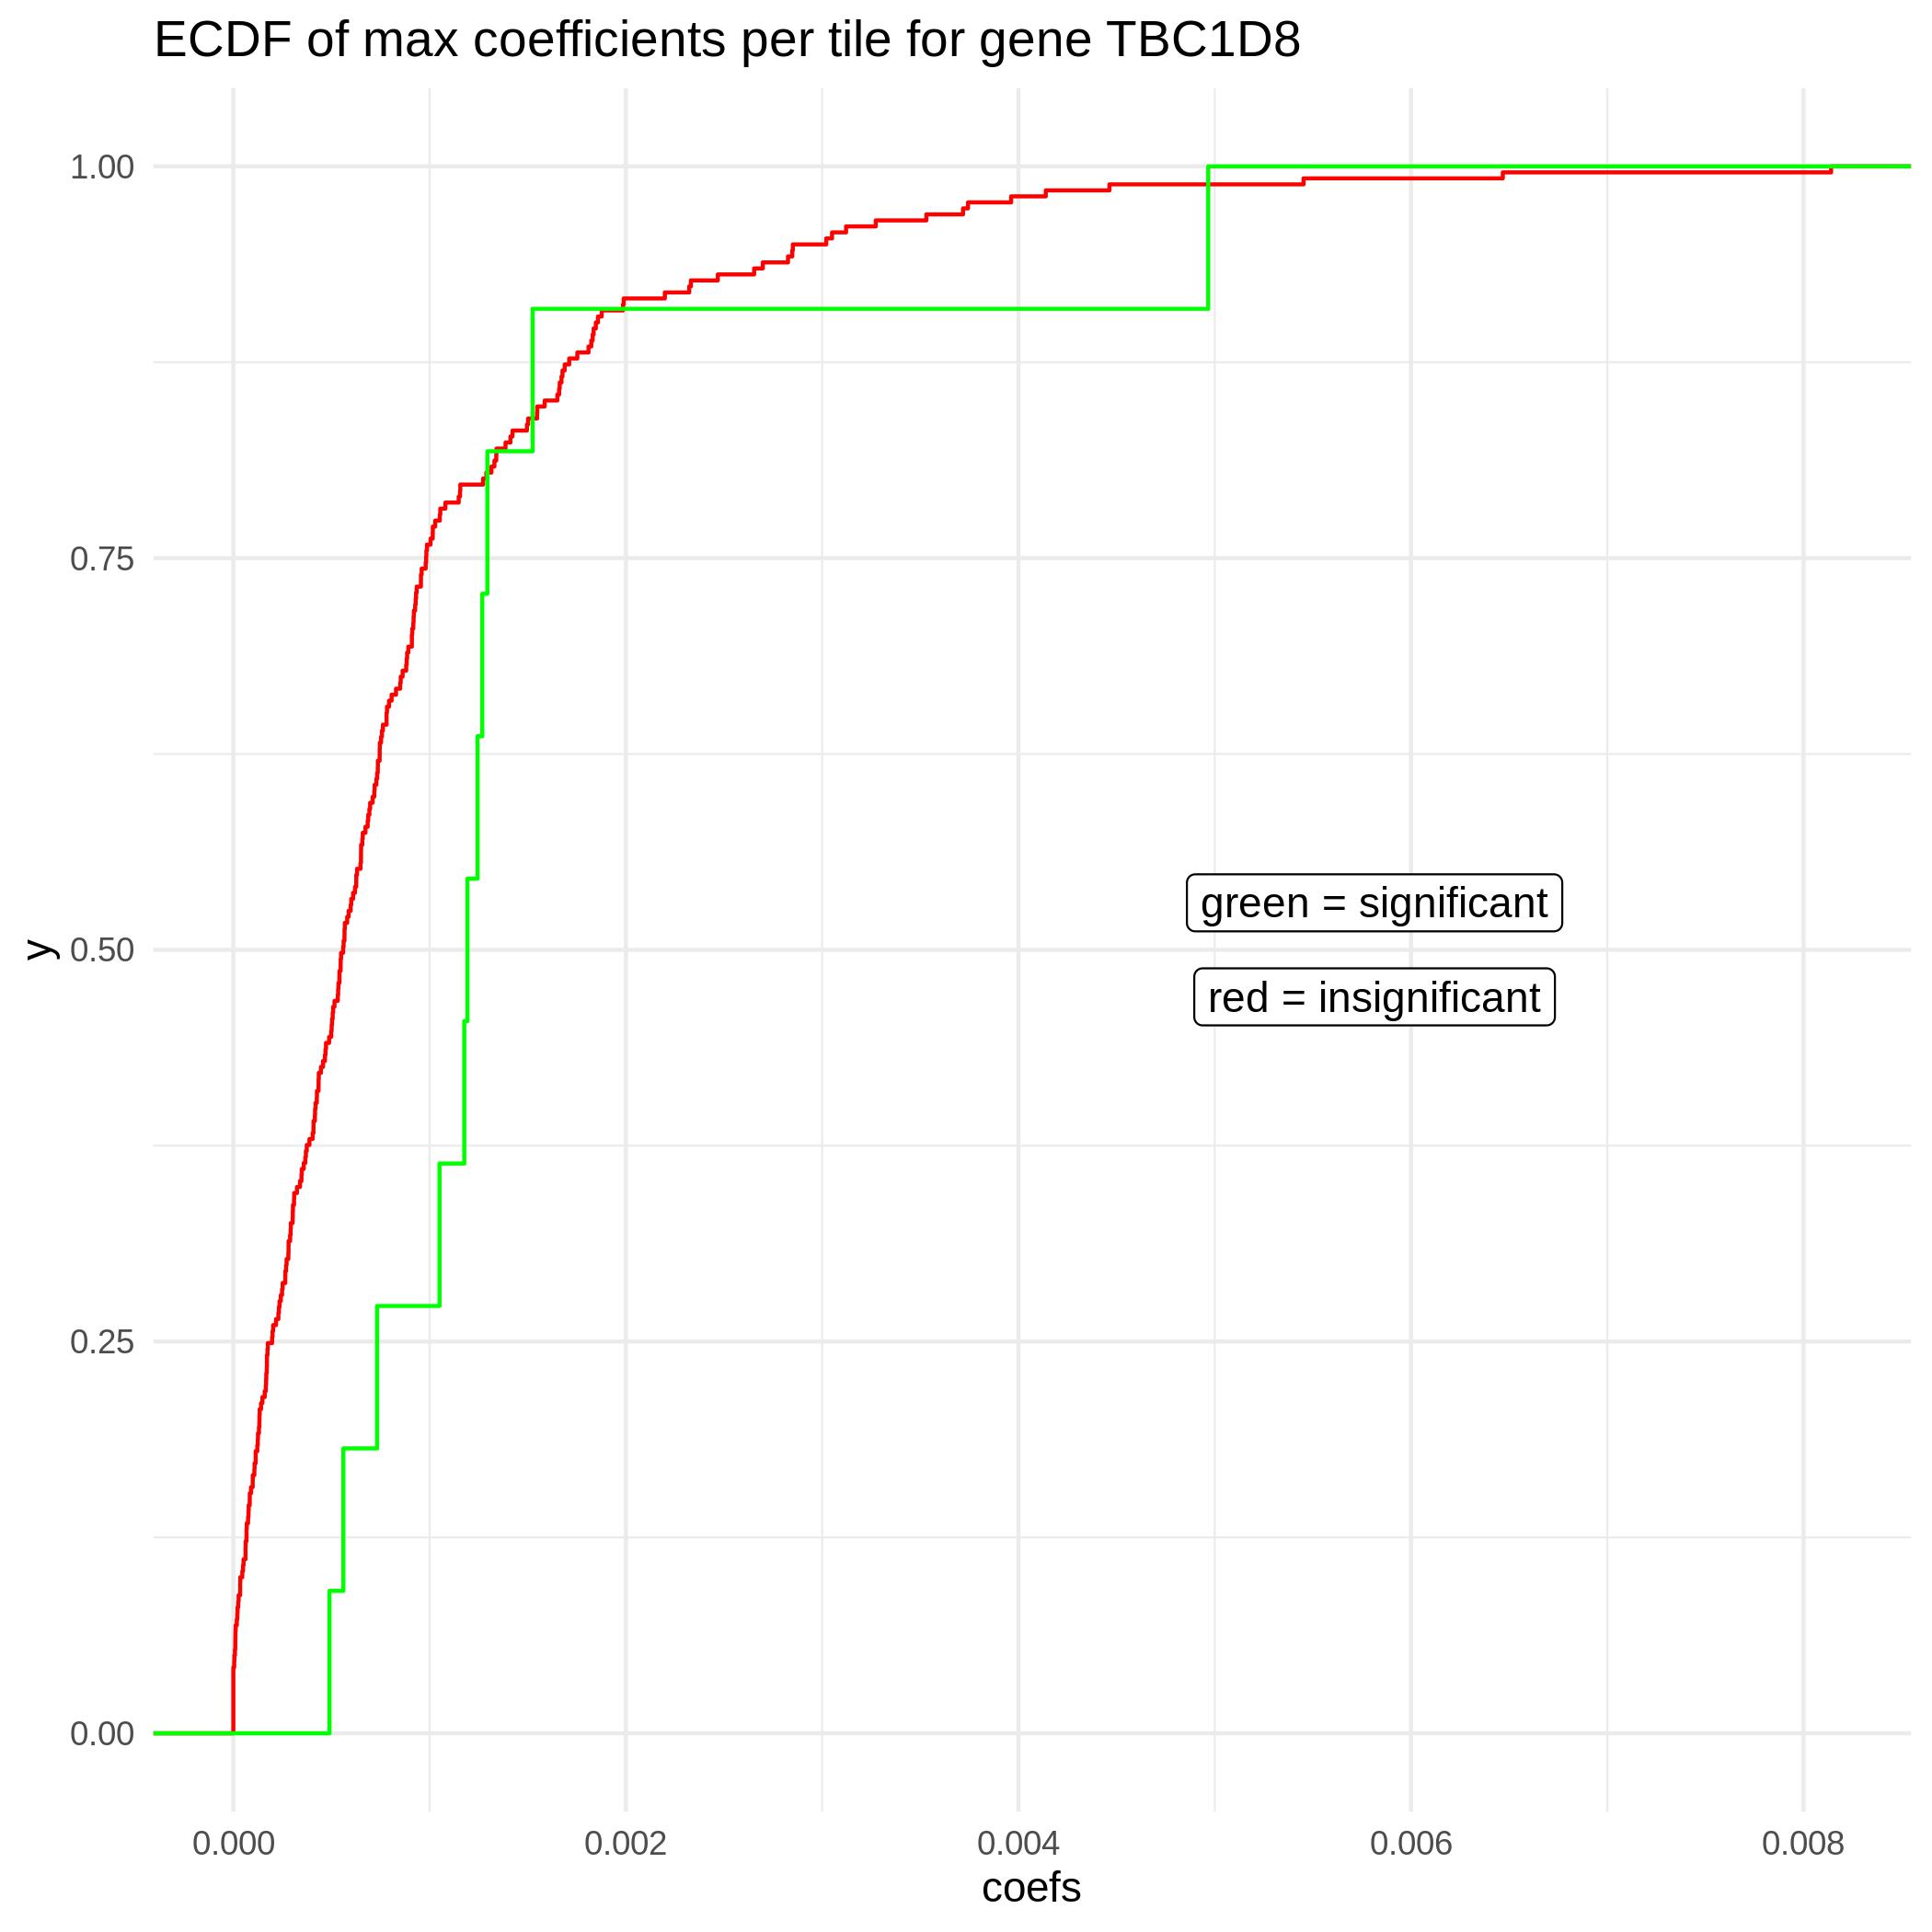 ECDF of max coefficients per tile for gene TBC1D8
1.00
0.75
0.50
0.25
0.00
y
green = significant
red = insignificant
0.000 0.002 0.004 0.006 0.008
coefs